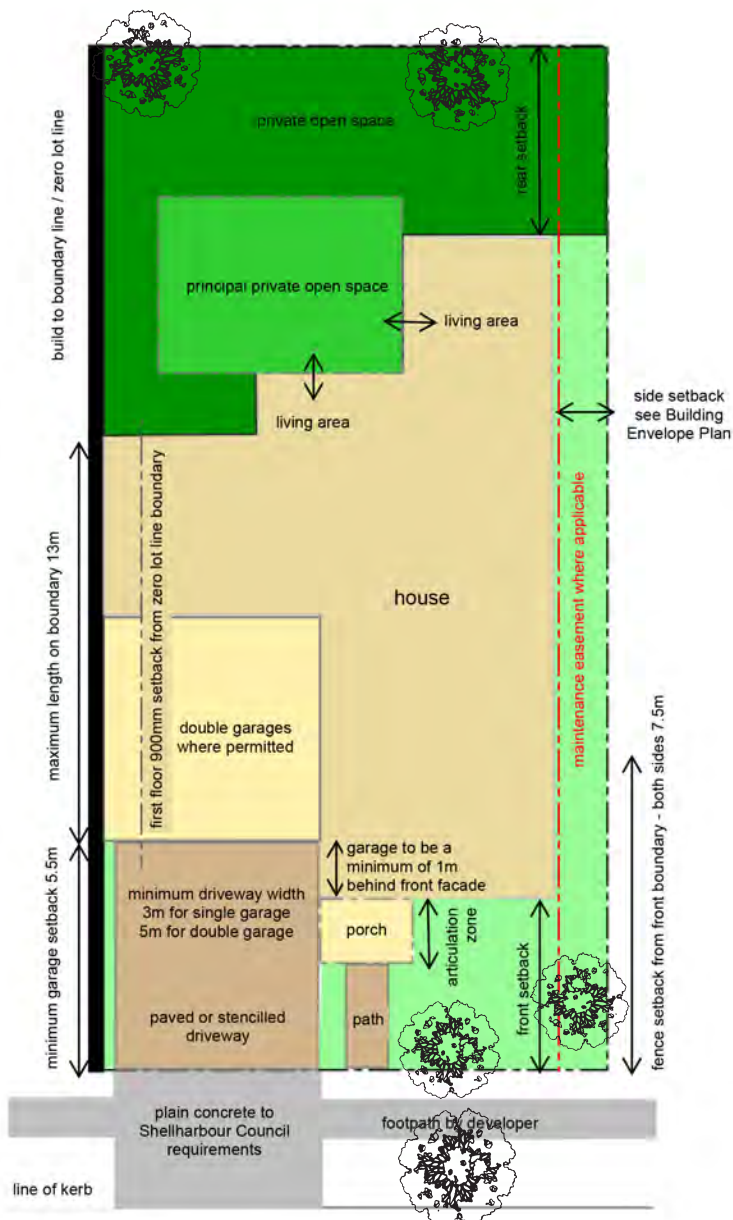 private open space
rear setback
build to boundary line / zero lot line
principal private open space
living area
living area
side setback
see Building
Envelope Plan
maximum length on boundary 13m
first floor 900mm setback from zero lot line boundary
house
maintenance easement where applicable
double garages
where permitted
fence setback from front boundary - both sides 7.5m
minimum garage setback 5.5m
garage to be a
minimum of 1m
behind front facade
minimum driveway width
3m for single garage
5m for double garage
porch
articulation
zone
front setback
paved or stencilled
driveway
path
plain concrete to
Shellharbour Council
requirements
footpath by developer
line of kerb